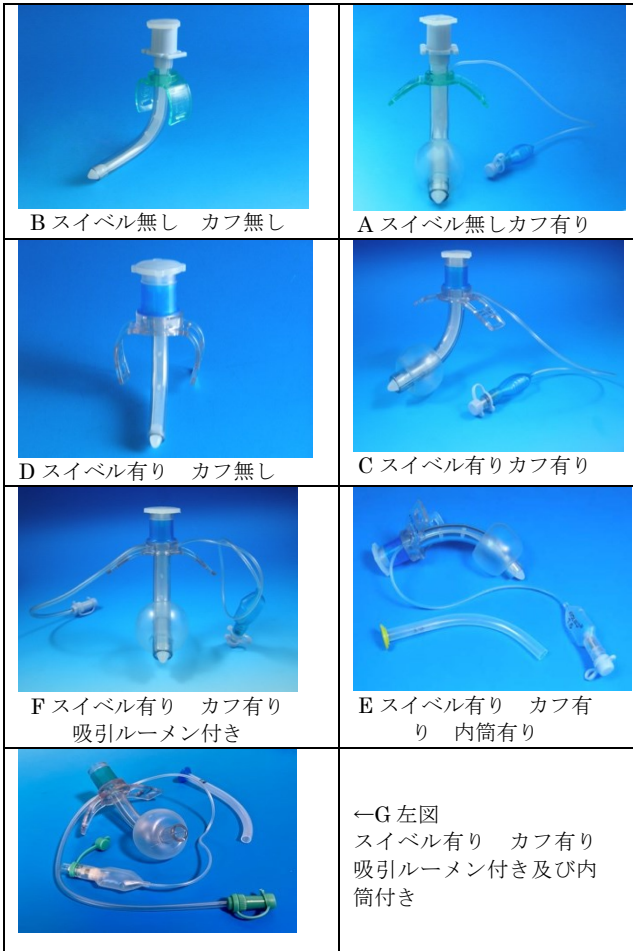 B スイベル無し カフ無し
A スイベル無しカフ有り
D スイベル有り カフ無し
C スイベル有りカフ有り
F スイベル有り カフ有り
吸引ルーメン付き
E スイベル有り カフ有
り 内筒有り
←G 左図
スイベル有り カフ有り
吸引ルーメン付き及び内
筒付き